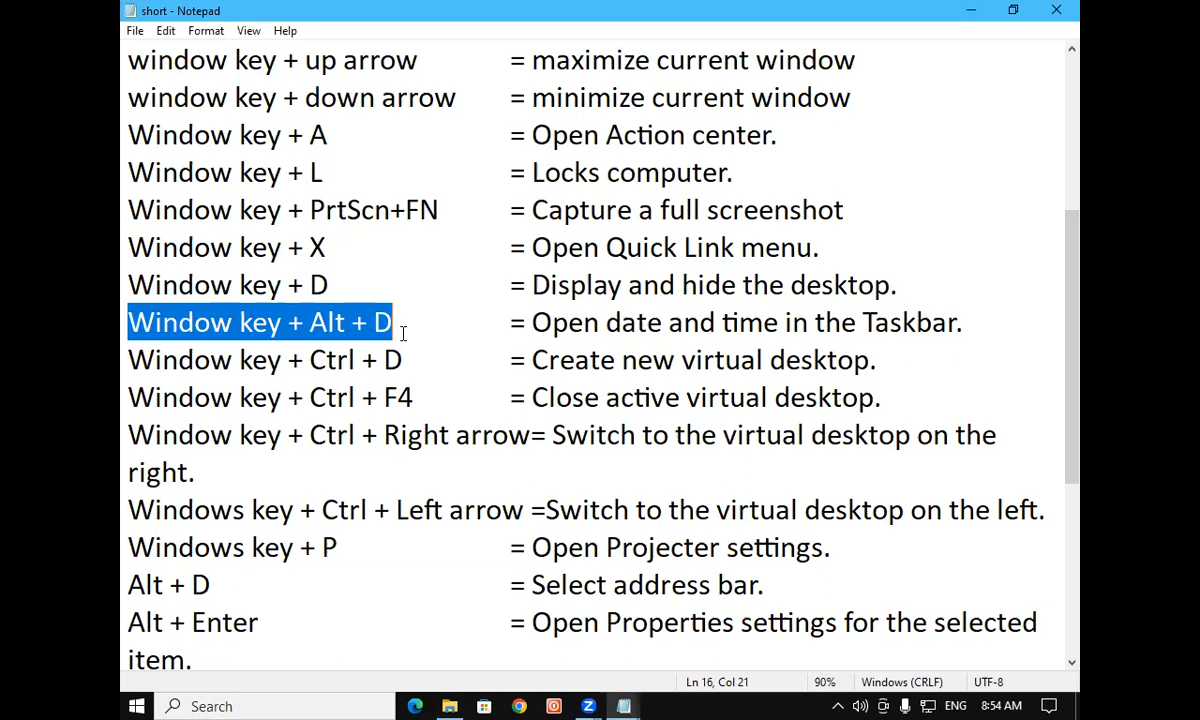 short - Notepad
File Edit Format View Help
window key + up arrow = maximize current window
window key + down arrow = minimize current window
Window key + A = Open Action center.
Window key + L = Locks computer.
Window key + PrtScn+FN = Capture a full screenshot
Window key + X = Open Quick Link menu.
Window key + D = Display and hide the desktop.
Window key + Alt + D = Open date and time in the Taskbar.
Window key + Ctrl + D = Create new virtual desktop.
Window key + Ctrl + F4 = Close active virtual desktop.
Window key + Ctrl + Right arrow= Switch to the virtual desktop on the
right.
Windows key + Ctrl + Left arrow =Switch to the virtual desktop on the left.
Windows key + P = Open Projecter settings.
Alt + D = Select address bar.
Alt + Enter = Open Properties settings for the selected
item.
Ln 16, Col 21 90% Windows (CRLF) UTF-8
Search ENG 8:54 AM